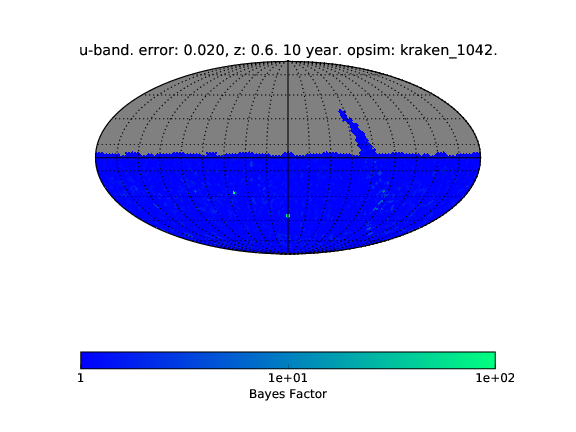 u-band. error: 0.020, z: 0.6. 10 year. opsim: kraken_1042.
1 1e+01 1e+02
Bayes Factor